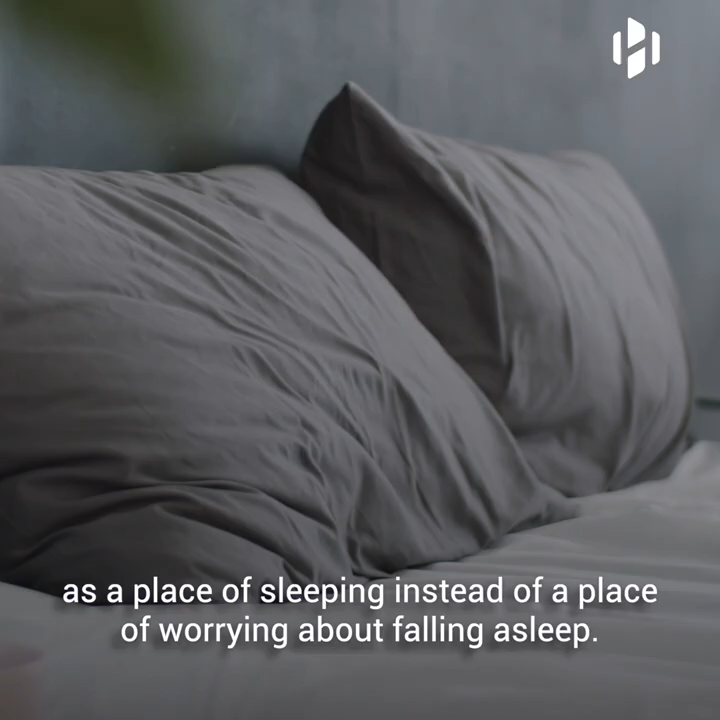 as a place of sleeping instead of a place
of worrying about falling asleep.